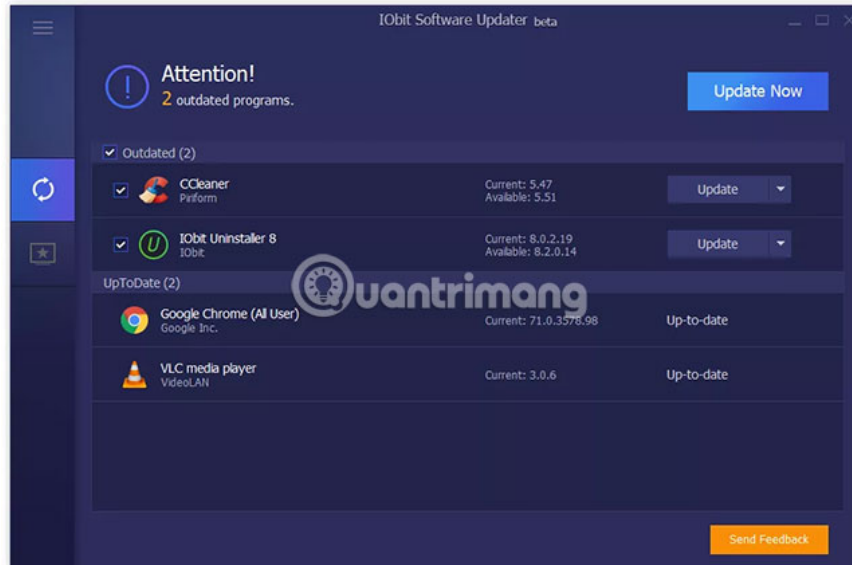 IObit Software Updater beta
Attention!
2 outdated programs.
Update Now
Outdated (2)
CCleaner
Piriform
Current: 5.47
Available: 5.51
Update
IObit Uninstaller 8
IObit
Current: 8.0.2.19
Available: 8.2.0.14
Update
UpToDate (2)
Quantrimang
Google Chrome (All User)
Google Inc.
Current: 71.0.3578.98
Up-to-date
VLC media player
VideoLAN
Current: 3.0.6
Up-to-date
Send Feedback